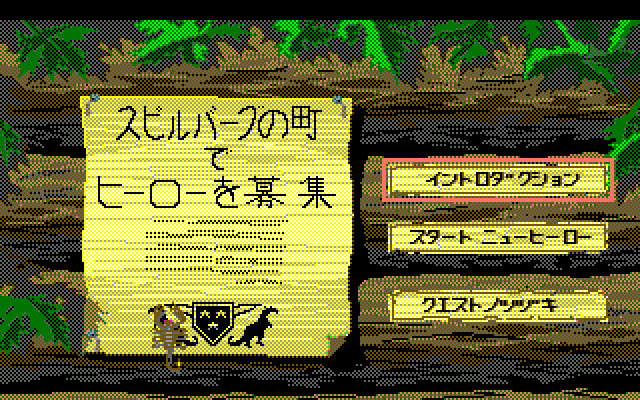 スピルバークの町
で
ヒーローを募集
イントロダクション
スタート ニューヒーロー
クエストノツヅキ